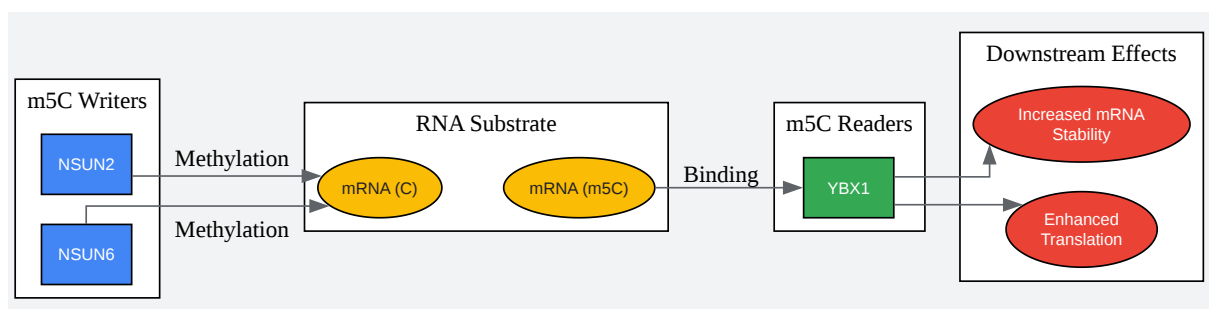 m5C Writers
NSUN2
NSUN6
Methylation
Methylation
RNA Substrate
mRNA (C)
mRNA (m5C)
Binding
m5C Readers
YBX1
Downstream Effects
Increased mRNA
Stability
Enhanced
Translation